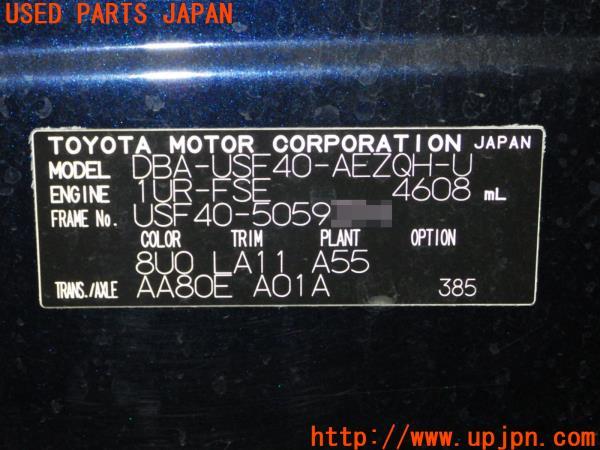 USED PARTS JAPAN
TOYOTA MOTOR CORPORATION JAPAN
MODEL DBA-USF40-AEZQH-U
ENGINE 1UR-FSE 4608 mL
FRAME No. USF40-5059
COLOR TRIM PLANT OPTION
8U0 LA11 A55
TRANS./AXLE AA80E A01A 385
http://www.upjpn.com